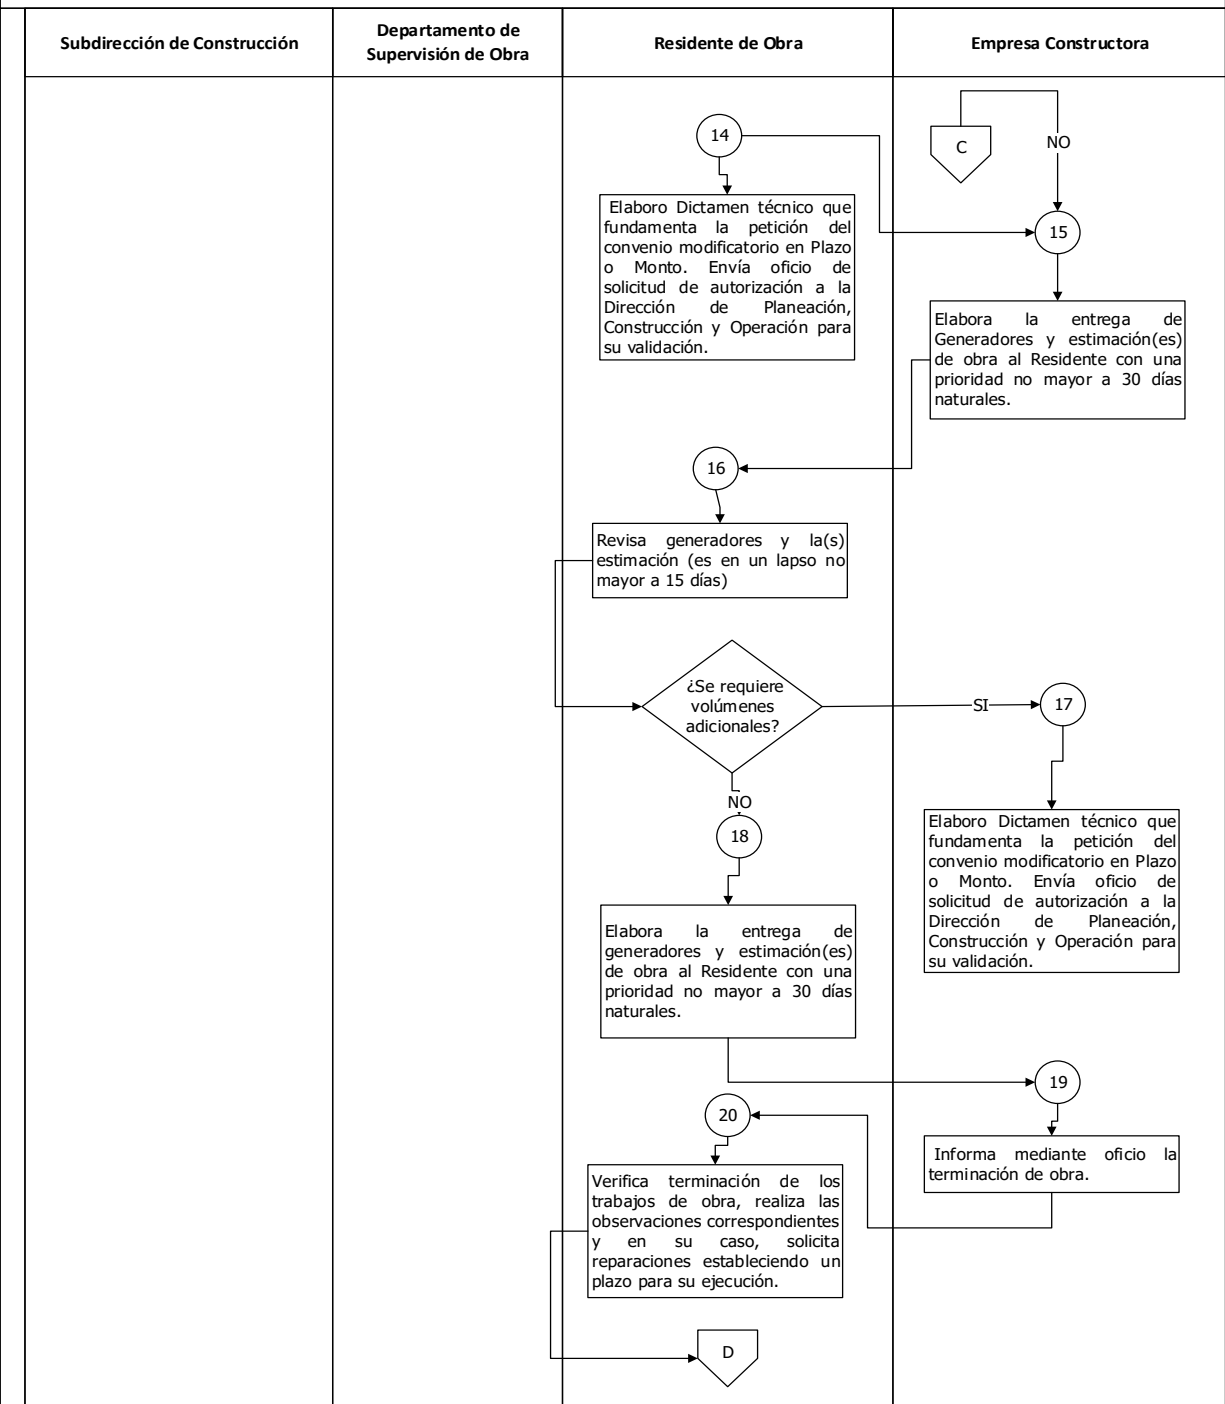 Subdirección de Construcción
Departamento de
Supervisión de Obra
Residente de Obra
Empresa Constructora
14
C
NO
15
Elaboro Dictamen técnico que
fundamenta la petición del
convenio modificatorio en Plazo
o Monto. Envía oficio de
solicitud de autorización a la
Dirección de Planeación,
Construcción y Operación para
su validación.
Elabora la entrega de
Generadores y estimación(es)
de obra al Residente con una
prioridad no mayor a 30 días
naturales.
16
Revisa generadores y la(s)
estimación (es en un lapso no
mayor a 15 días)
¿Se requiere
volúmenes
adicionales?
SI
17
NO
18
Elaboro Dictamen técnico que
fundamenta la petición del
convenio modificatorio en Plazo
o Monto. Envía oficio de
solicitud de autorización a la
Dirección de Planeación,
Construcción y Operación para
su validación.
Elabora la entrega de
generadores y estimación(es)
de obra al Residente con una
prioridad no mayor a 30 días
naturales.
19
20
Informa mediante oficio la
terminación de obra.
Verifica terminación de los
trabajos de obra, realiza las
observaciones correspondientes
y en su caso, solicita
reparaciones estableciendo un
plazo para su ejecución.
D